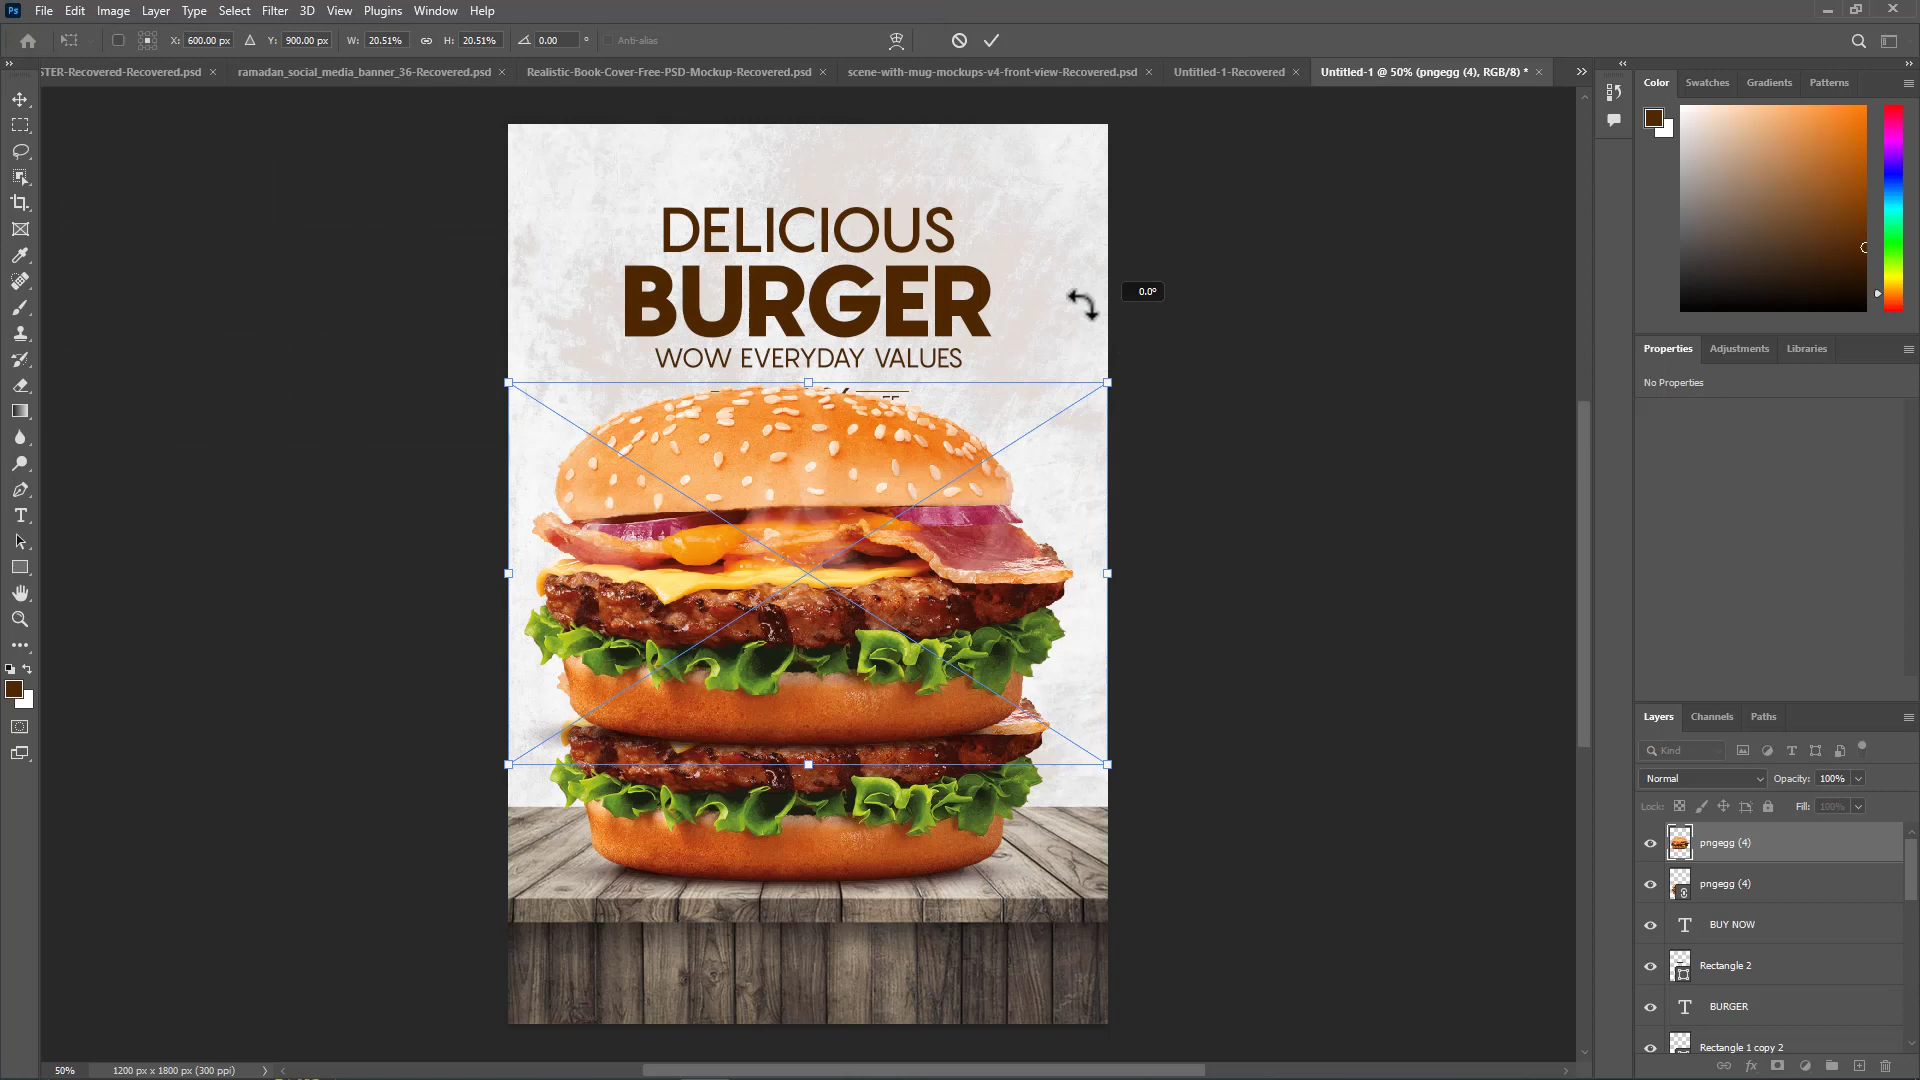 Ps File Edit Image Layer Type Select Filter 3D View Plugins Window Help
X: 600.00 px Y: 900.00 px W: 20.51% H: 20.51% 0.00 ° Anti-alias
STER-Recovered-Recovered.psd × ramadan_social_media_banner_36-Recovered.psd × Realistic-Book-Cover-Free-PSD-Mockup-Recovered.psd × scene-with-mug-mockups-v4-front-view-Recovered.psd × Untitled-1-Recovered × Untitled-1 @ 50% (pngegg (4), RGB/8) * ×
Color Swatches Gradients Patterns
DELICIOUS
BURGER
WOW EVERYDAY VALUES
0.0°
Properties Adjustments Libraries
No Properties
Layers Channels Paths
Kind
Normal Opacity: 100%
Lock: Fill: 100%
pngegg (4)
pngegg (4)
BUY NOW
Rectangle 2
BURGER
Rectangle 1 copy 2
50% 1200 px x 1800 px (300 ppi)